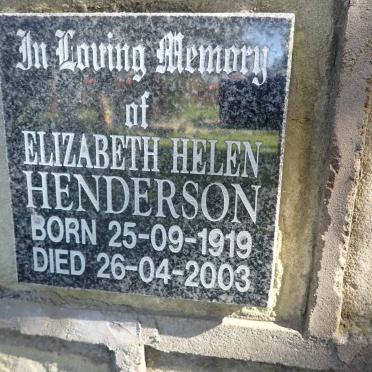 In Loving Memory
of
ELIZABETH HELEN
HENDERSON
BORN 25-09-1919
DIED 26-04-2003